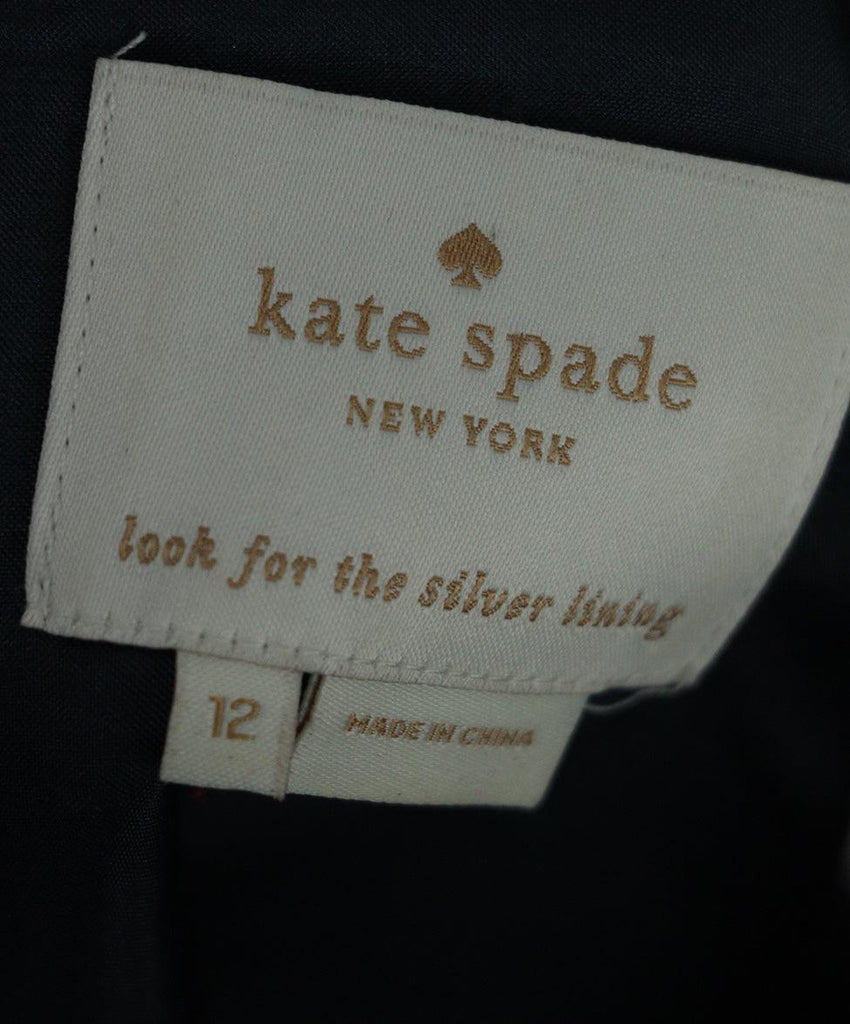 kate spade
NEW YORK
look for the silver lining
12
MADE IN CHINA